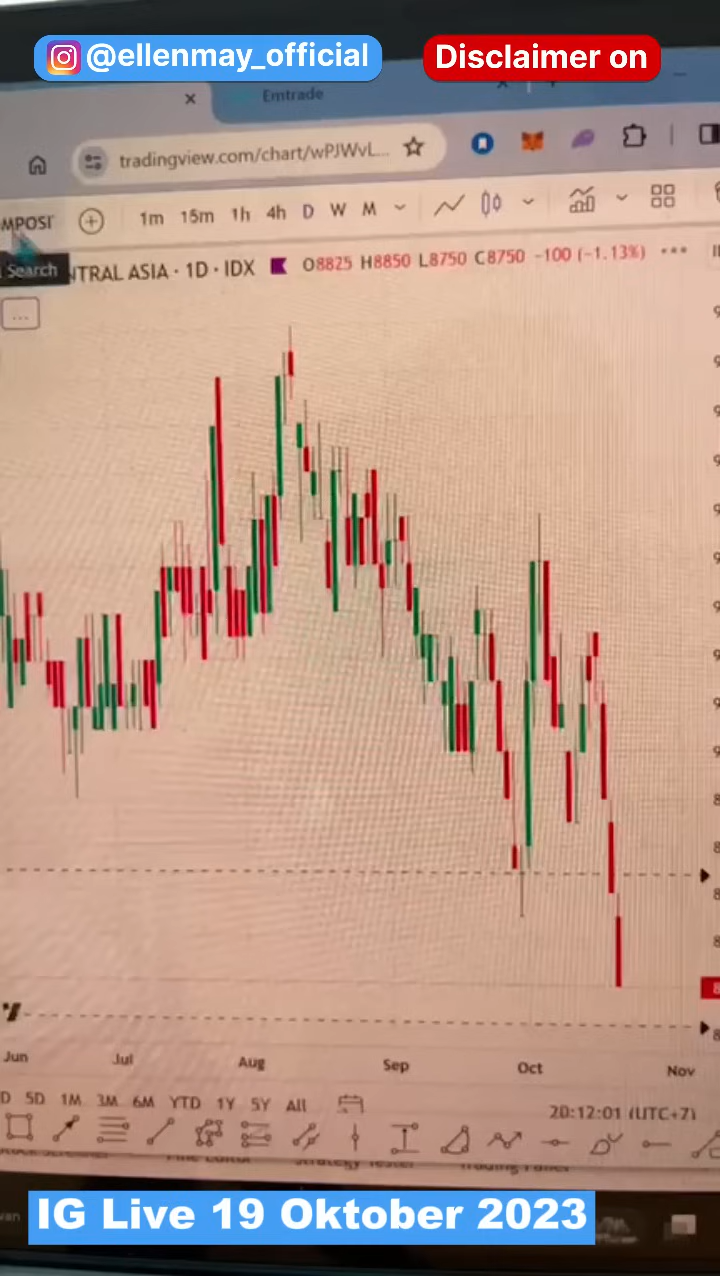 @ellenmay_official
Disclaimer on
Emtrade
tradingview.com/chart/wPJWvL...
MPOSI
1m 15m 1h 4h D W M
Search
NTRAL ASIA · 1D · IDX O8825 H8850 L8750 C8750 -100 (-1.13%)
Jun Jul Aug Sep Oct Nov
D 5D 1M 3M 6M YTD 1Y 5Y All
20:12:01 (UTC+7)
IG Live 19 Oktober 2023